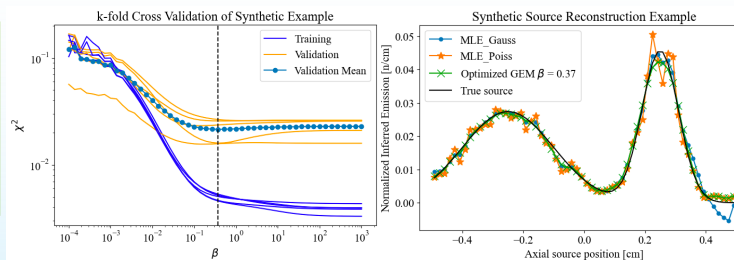 k-fold Cross Validation of Synthetic Example
Training
Validation
Validation Mean
χ²
10⁻¹
10⁻²
10⁻⁴ 10⁻³ 10⁻² 10⁻¹ 10⁰ 10¹ 10² 10³
β
Synthetic Source Reconstruction Example
MLE_Gauss
MLE_Poiss
Optimized GEM β = 0.37
True source
Normalized Inferred Emission [n/cm]
0.05
0.04
0.03
0.02
0.01
0.00
−0.4 −0.2 0.0 0.2 0.4
Axial source position [cm]